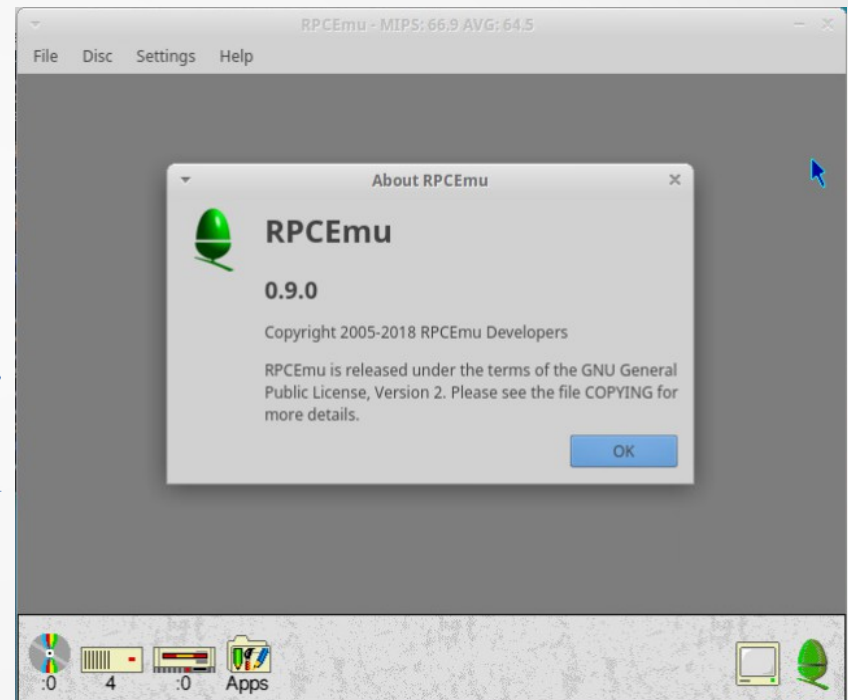 RPCEmu - MIPS: 66.9 AVG: 64.5
File Disc Settings Help
About RPCEmu
RPCEmu
0.9.0
Copyright 2005-2018 RPCEmu Developers
RPCEmu is released under the terms of the GNU General
Public License, Version 2. Please see the file COPYING for
more details.
OK
:0 4 :0 Apps